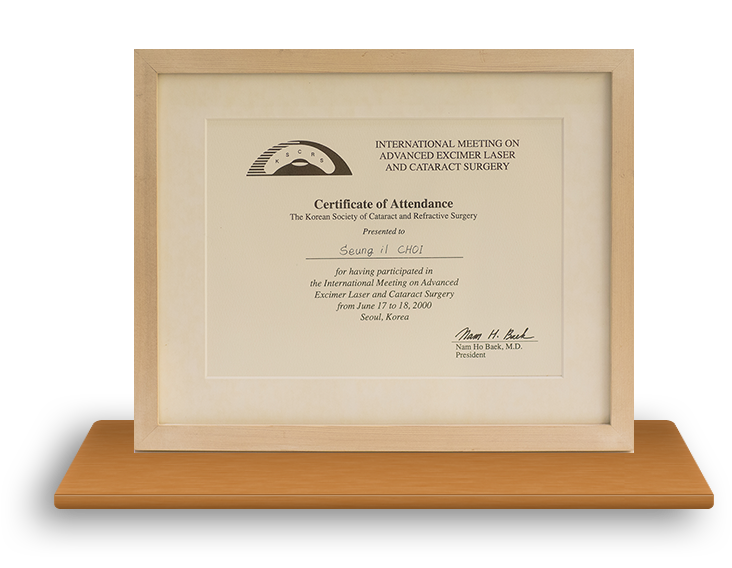 KSCRS
INTERNATIONAL MEETING ON
ADVANCED EXCIMER LASER
AND CATARACT SURGERY
Certificate of Attendance
The Korean Society of Cataract and Refractive Surgery
Presented to
Seung il CHOI
for having participated in
the International Meeting on Advanced
Excimer Laser and Cataract Surgery
from June 17 to 18, 2000
Seoul, Korea
Nam H. Baek
Nam Ho Baek, M.D.
President